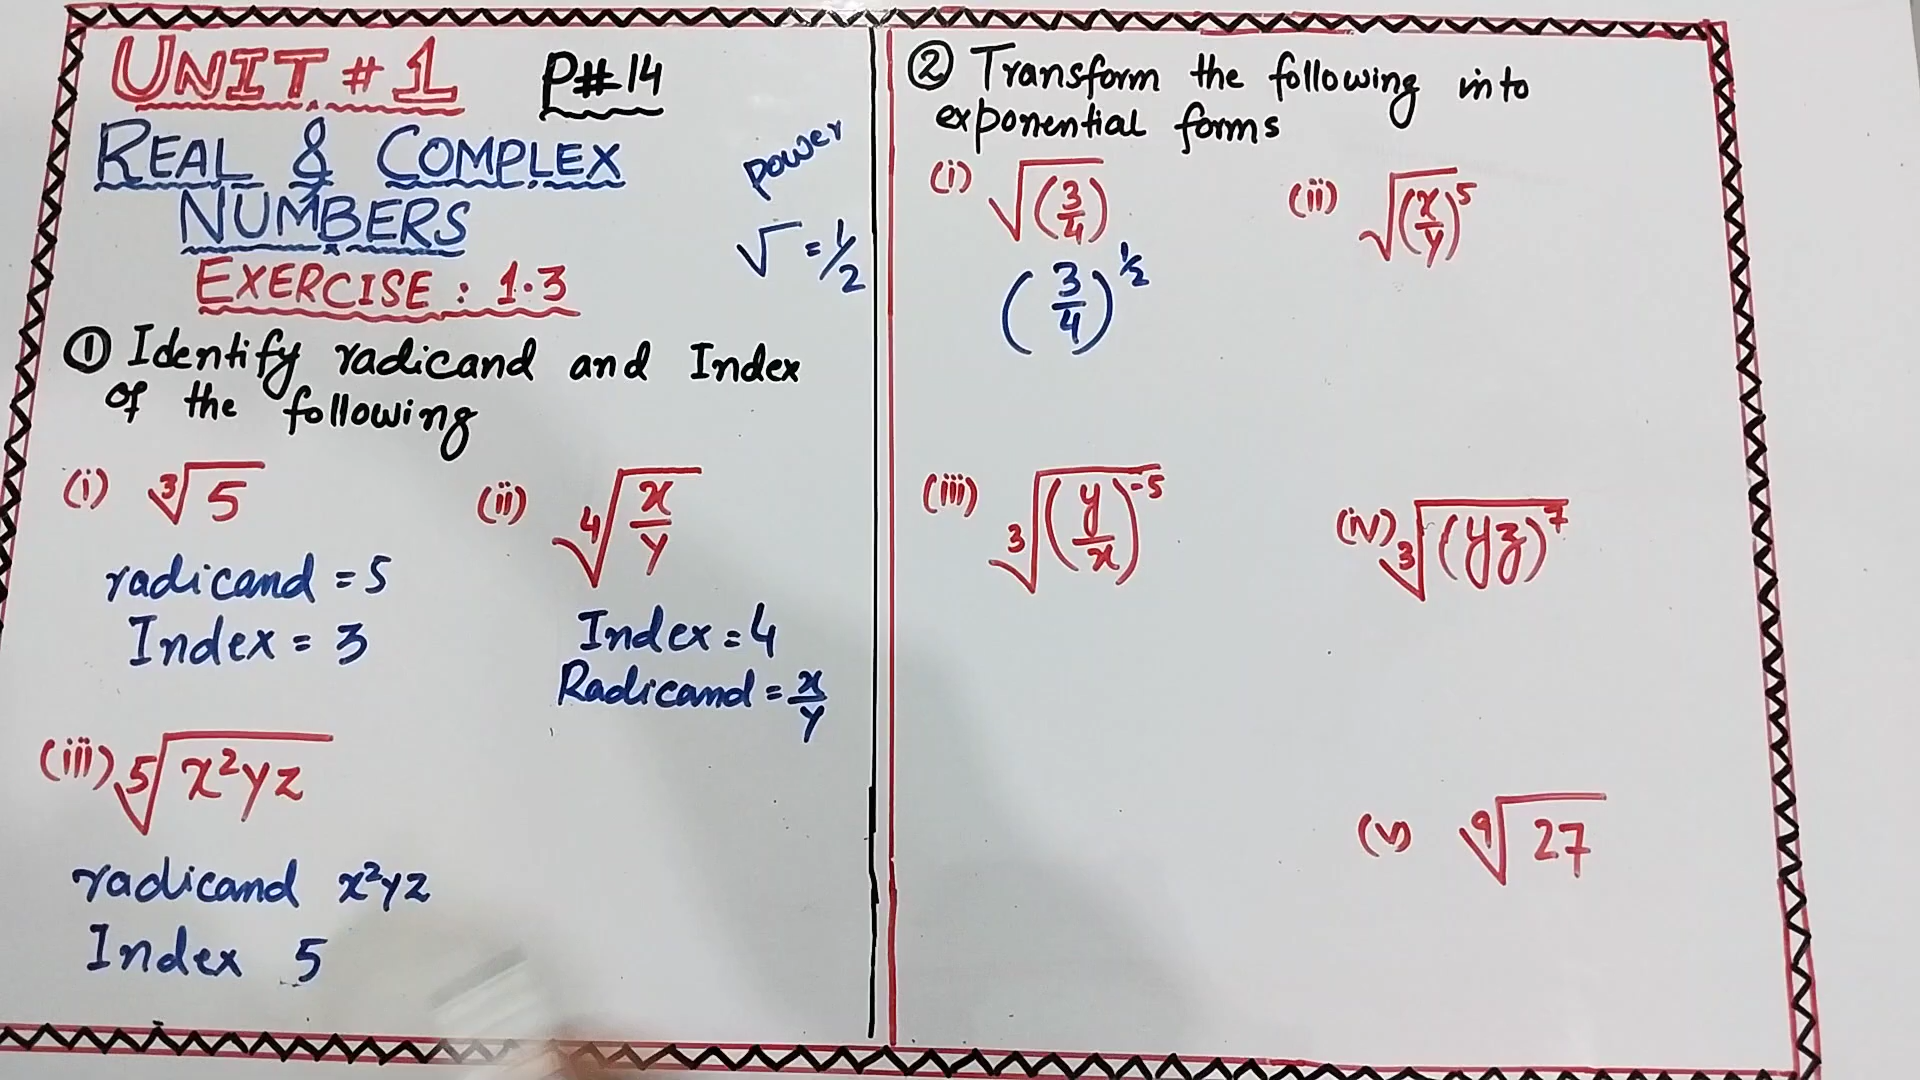 UNIT # 1 P#14
REAL & COMPLEX
NUMBERS
EXERCISE : 1.3
power
√ = 1/2
① Identify radicand and Index
of the following
(i) ∛5
radicand = 5
Index = 3
(ii) ∜(x/y)
Index = 4
Radicand = x/y
(iii) ⁵√(x²yz)
radicand x²yz
Index 5
② Transform the following into
exponential forms
(i) √(3/4)
(3/4)^1/2
(ii) √(x/y)⁵
(iii) ∛(y/x)⁻⁵
(iv) ∛(yz)⁷
(v) ⁹√27